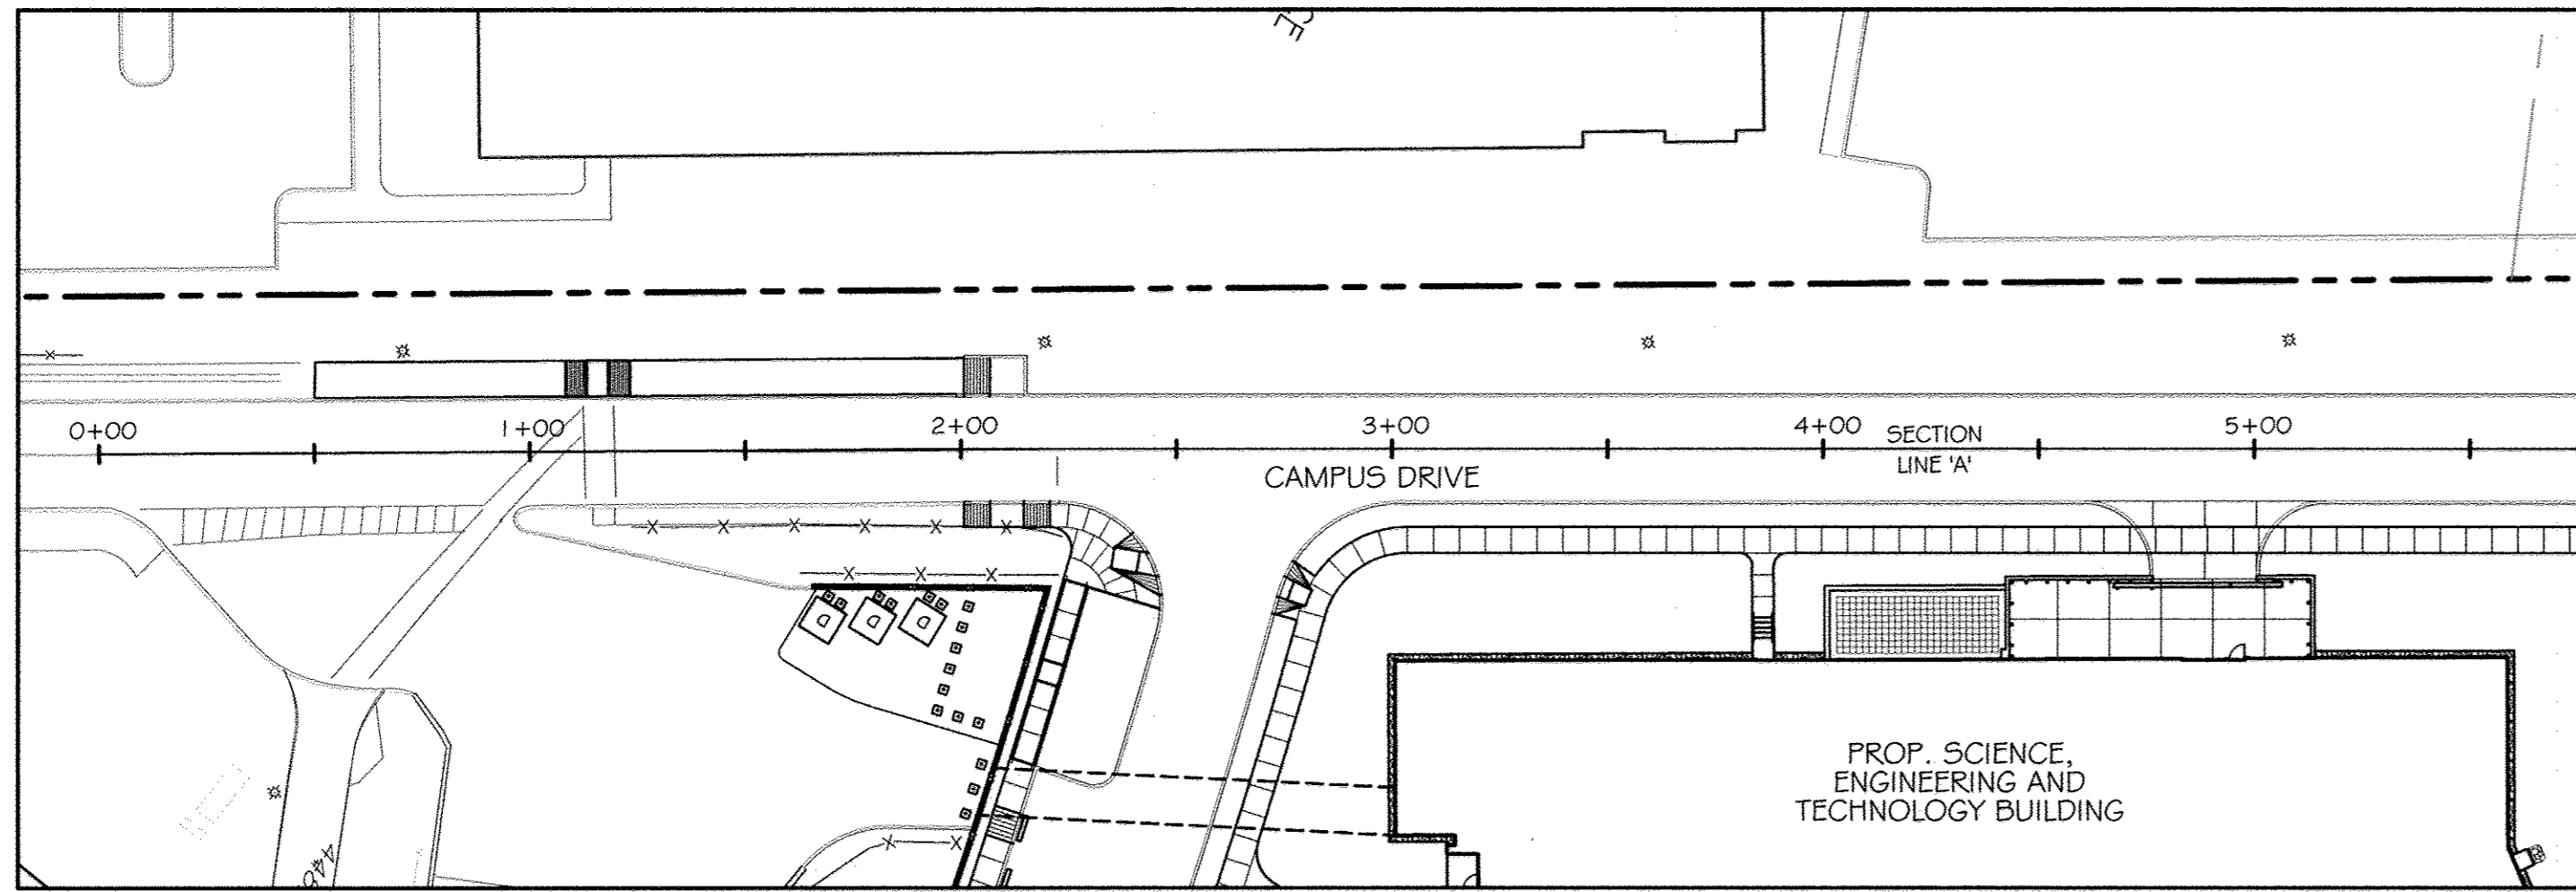 0+00
1+00
2+00
3+00
4+00
5+00
SECTION
LINE 'A'
CAMPUS DRIVE
D
D
D
PROP. SCIENCE,
ENGINEERING AND
TECHNOLOGY BUILDING